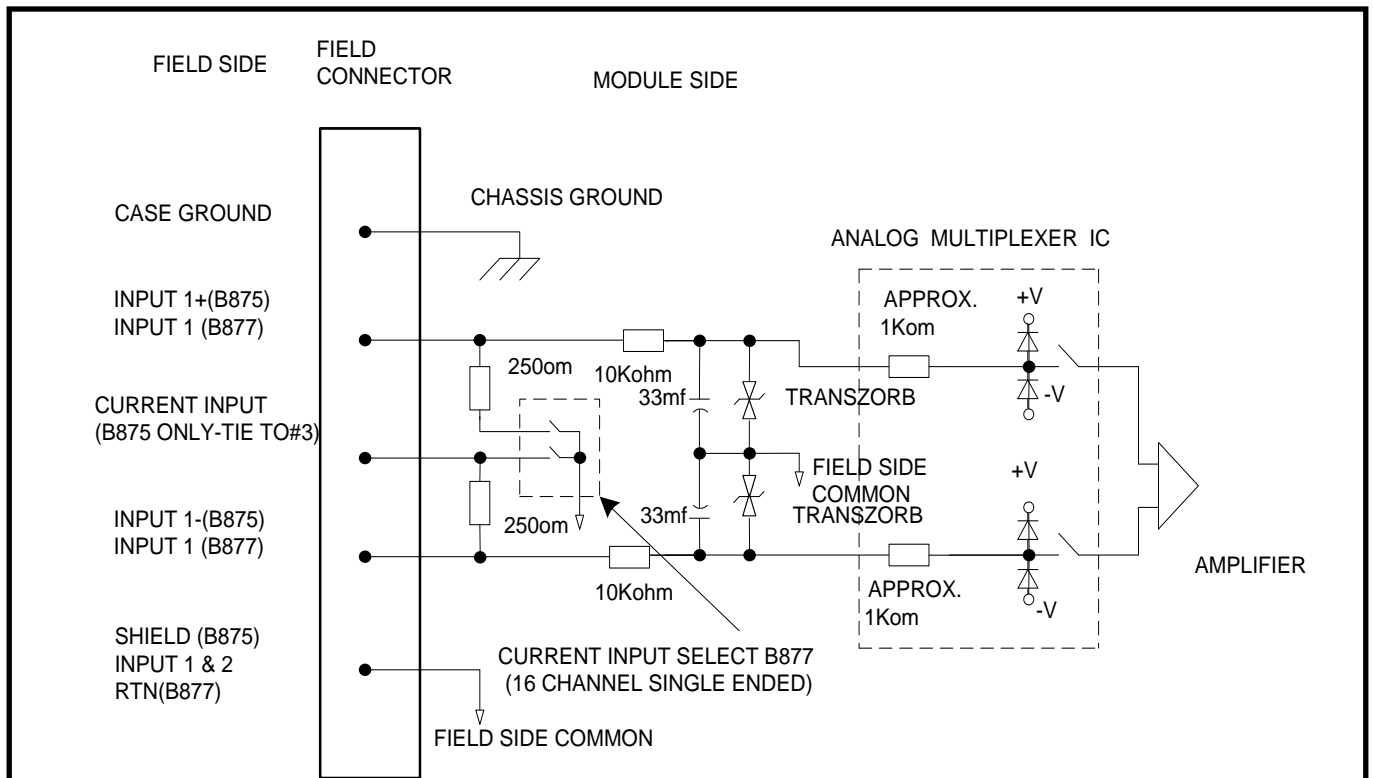 FIELD SIDE
FIELD
CONNECTOR
MODULE SIDE
CASE GROUND
CHASSIS GROUND
ANALOG MULTIPLEXER IC
INPUT 1+(B875)
INPUT 1 (B877)
APPROX.
1Kom
+V
-V
250om
10Kohm
33mf
TRANSZORB
CURRENT INPUT
(B875 ONLY-TIE TO#3)
FIELD SIDE
COMMON
TRANSZORB
+V
INPUT 1-(B875)
INPUT 1 (B877)
250om
33mf
10Kohm
APPROX.
1Kom
-V
AMPLIFIER
SHIELD (B875)
INPUT 1 & 2
RTN(B877)
CURRENT INPUT SELECT B877
(16 CHANNEL SINGLE ENDED)
FIELD SIDE COMMON